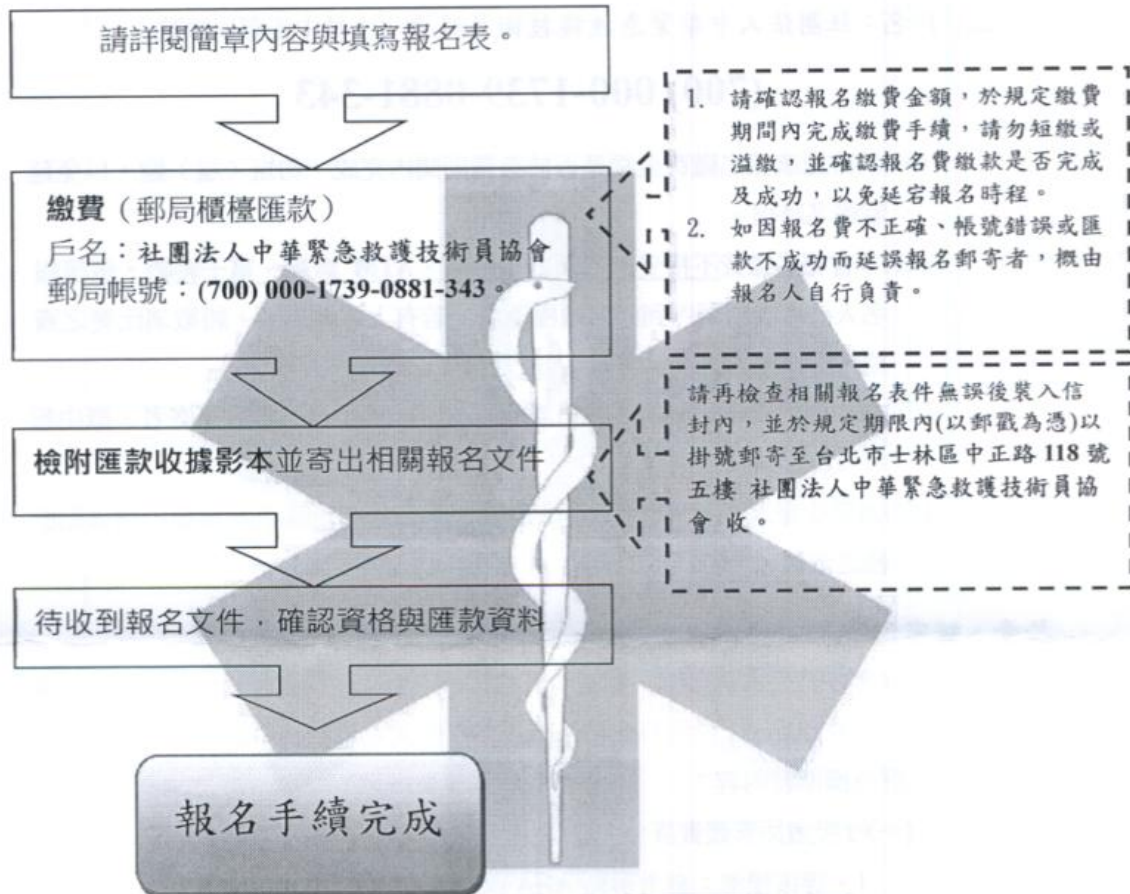 請詳閱簡章內容與填寫報名表。
繳費（郵局櫃檯匯款）
戶名：社團法人中華緊急救護技術員協會
郵局帳號：(700) 000-1739-0881-343。
1. 請確認報名繳費金額，於規定繳費
期間內完成繳費手續，請勿短繳或
溢繳，並確認報名費繳款是否完成
及成功，以免延宕報名時程。
2. 如因報名費不正確、帳號錯誤或匯
款不成功而延誤報名郵寄者，概由
報名人自行負責。
檢附匯款收據影本並寄出相關報名文件
請再檢查相關報名表件無誤後裝入信
封內，並於規定期限內(以郵戳為憑)以
掛號郵寄至台北市士林區中正路 118 號
五樓 社團法人中華緊急救護技術員協
會 收。
待收到報名文件，確認資格與匯款資料
報名手續完成